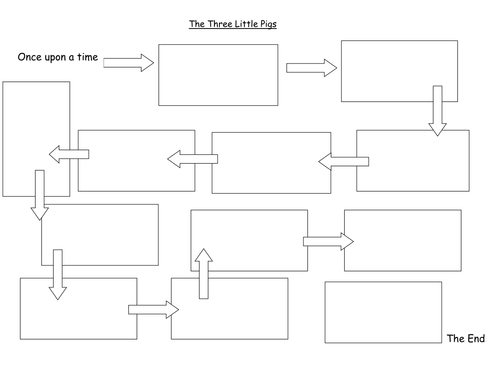 The Three Little Pigs
Once upon a time
The End